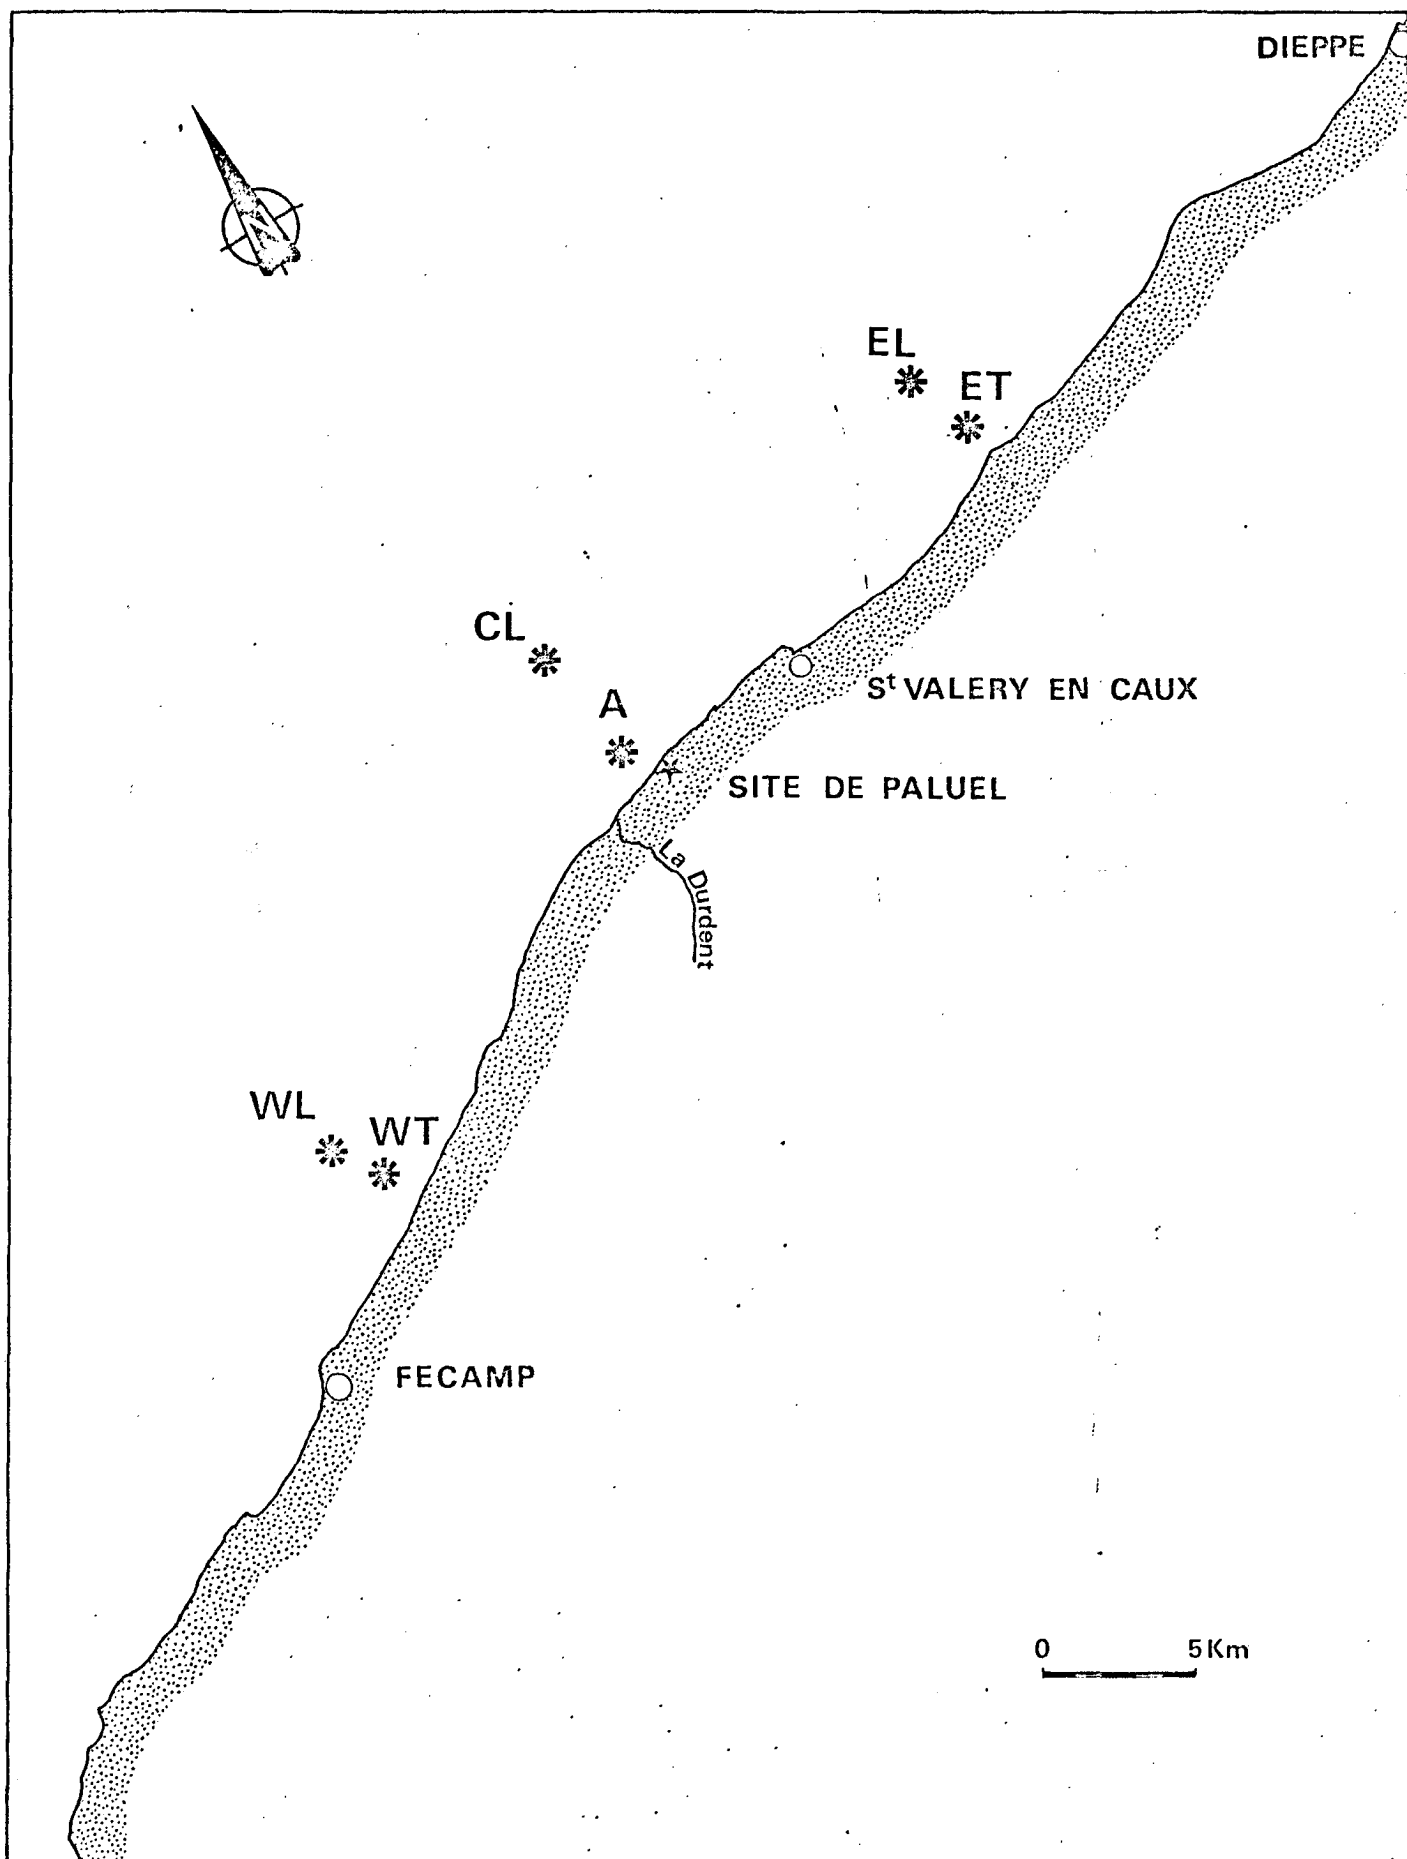 DIEPPE
N
EL
ET
CL
St VALERY EN CAUX
A
SITE DE PALUEL
La Durdent
WL
WT
FECAMP
0 5Km